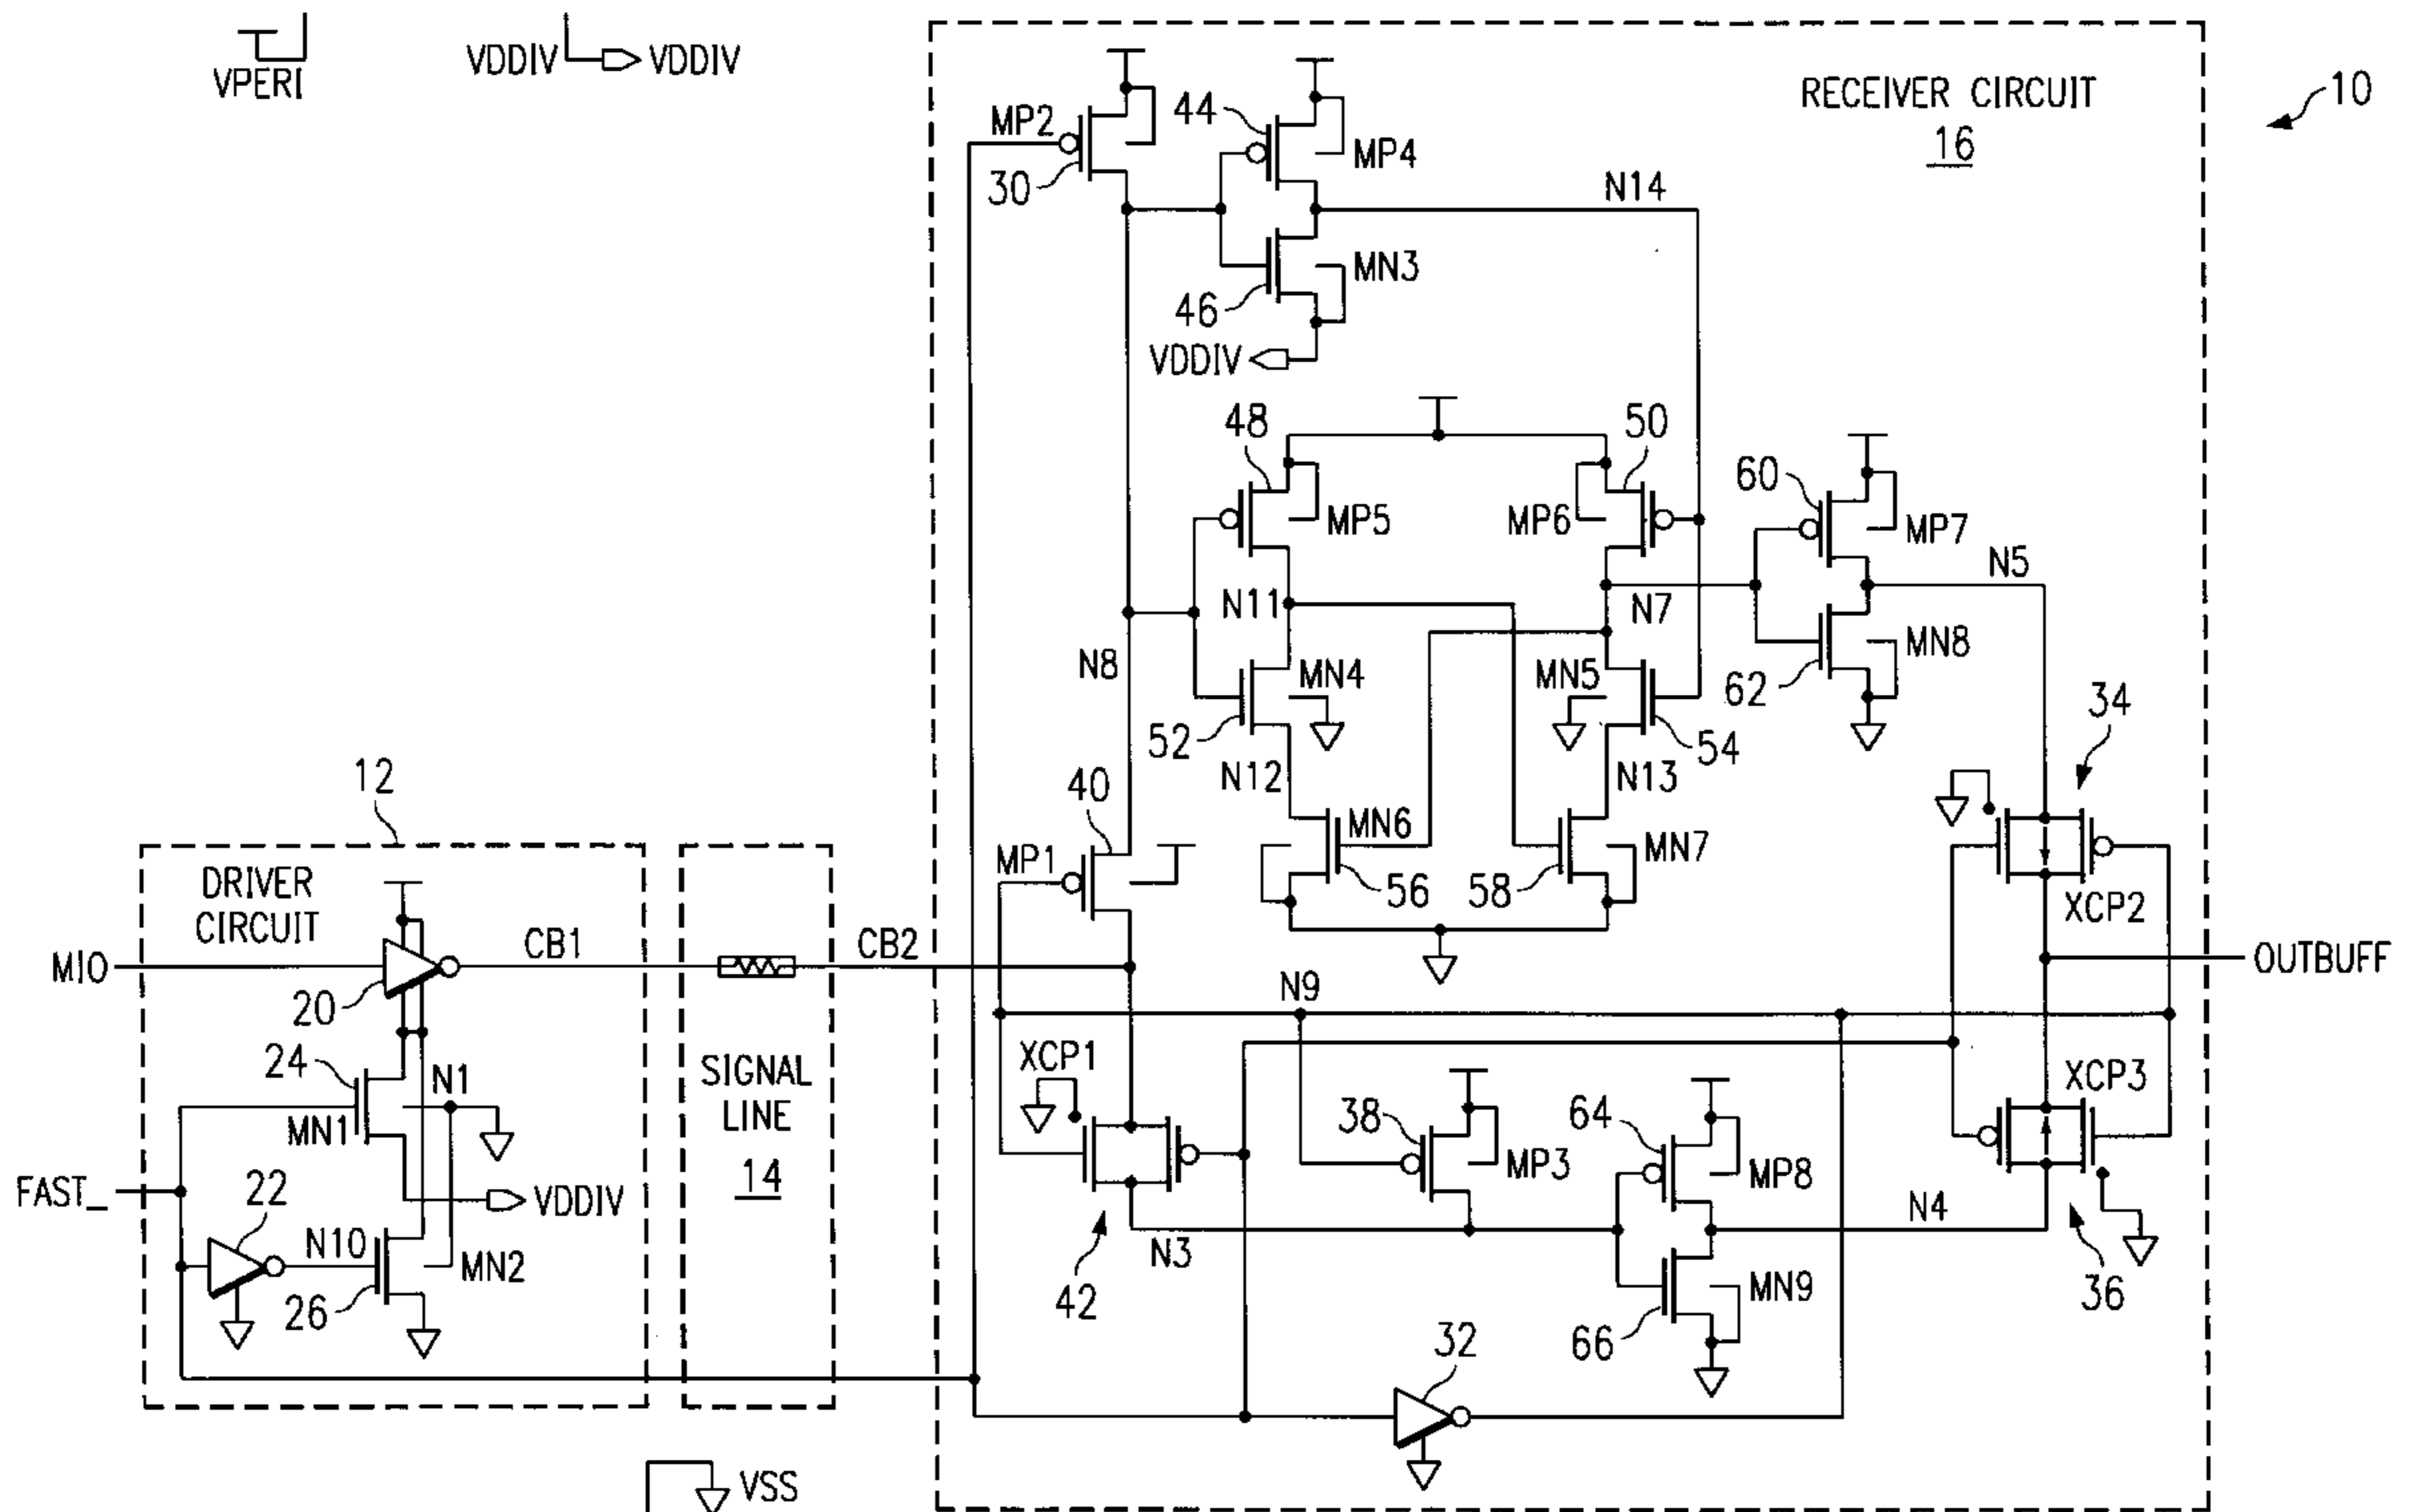 VPERI
VDDIV
VDDIV
RECEIVER CIRCUIT
16
10
MP2
30
44
MP4
N14
MN3
46
VDDIV
48
50
MP5
MP6
60
MP7
N5
N11
N7
N8
MN4
MN5
MN8
62
52
54
34
N12
N13
12
40
MN6
MP1
MN7
56
58
DRIVER
CIRCUIT
XCP2
MIO
CB1
CB2
OUTBUFF
20
N9
24
N1
XCP1
SIGNAL
LINE
14
XCP3
MN1
38
64
MP3
MP8
FAST_
22
VDDIV
N4
N10
MN2
N3
26
42
MN9
36
66
32
VSS